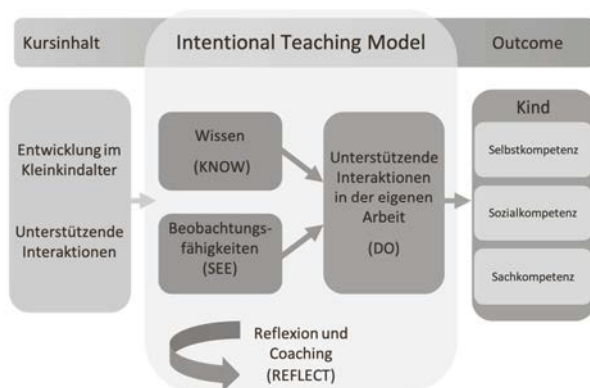 Kursinhalt
Intentional Teaching Model
Outcome
Entwicklung im
Kleinkindalter
Unterstützende
Interaktionen
Wissen
(KNOW)
Beobachtungs-
fähigkeiten
(SEE)
Unterstützende
Interaktionen
in der eigenen
Arbeit
(DO)
Reflexion und
Coaching
(REFLECT)
Kind
Selbstkompetenz
Sozialkompetenz
Sachkompetenz